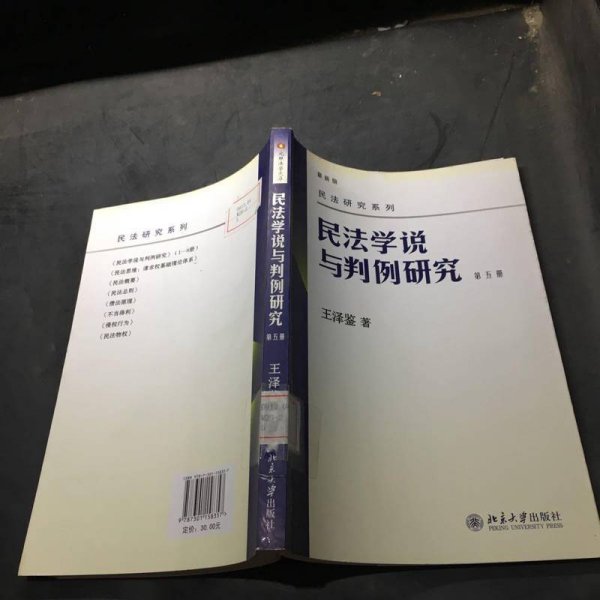 最新版
民法研究系列
民法学说
与判例研究 第五册
王泽鉴 著
北京大学出版社
民法学说与判例研究
第五册
王泽
北京大学出版社
民法研究系列
《民法学说与判例研究》(1-8册)
《民法思维:请求权基础理论体系》
《民法概要》
《民法总则》
《债法原理》
《不当得利》
《侵权行为》
《民法物权》
9787301158357
定价:30.00元